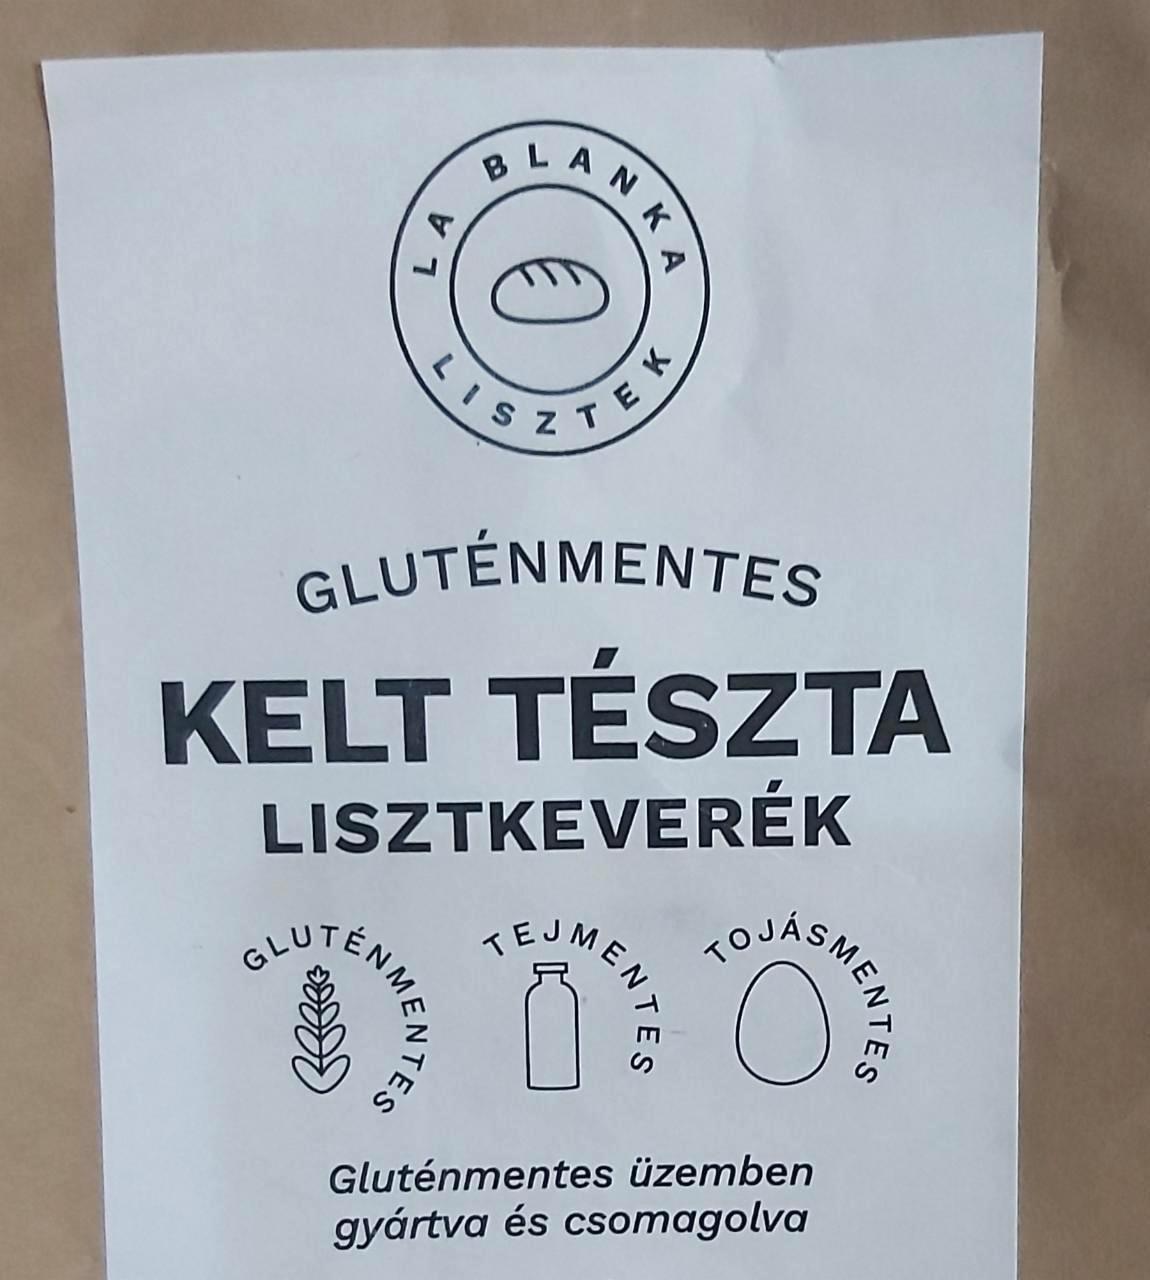 LA BLANKA
LISZTEK
GLUTÉNMENTES
KELT TÉSZTA
LISZTKEVERÉK
GLUTÉNMENTES
TEJMENTES
TOJÁSMENTES
Gluténmentes üzemben
gyártva és csomagolva